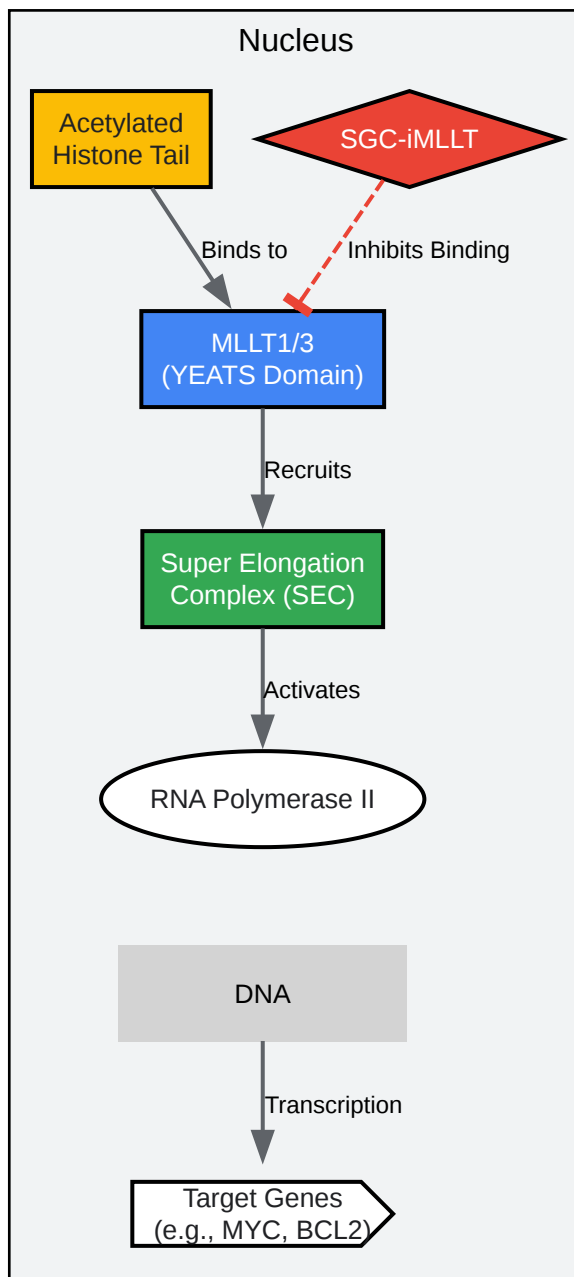 Nucleus
Acetylated
Histone Tail
SGC-iMLLT
Binds to
Inhibits Binding
MLLT1/3
(YEATS Domain)
Recruits
Super Elongation
Complex (SEC)
Activates
RNA Polymerase II
DNA
Transcription
Target Genes
(e.g., MYC, BCL2)